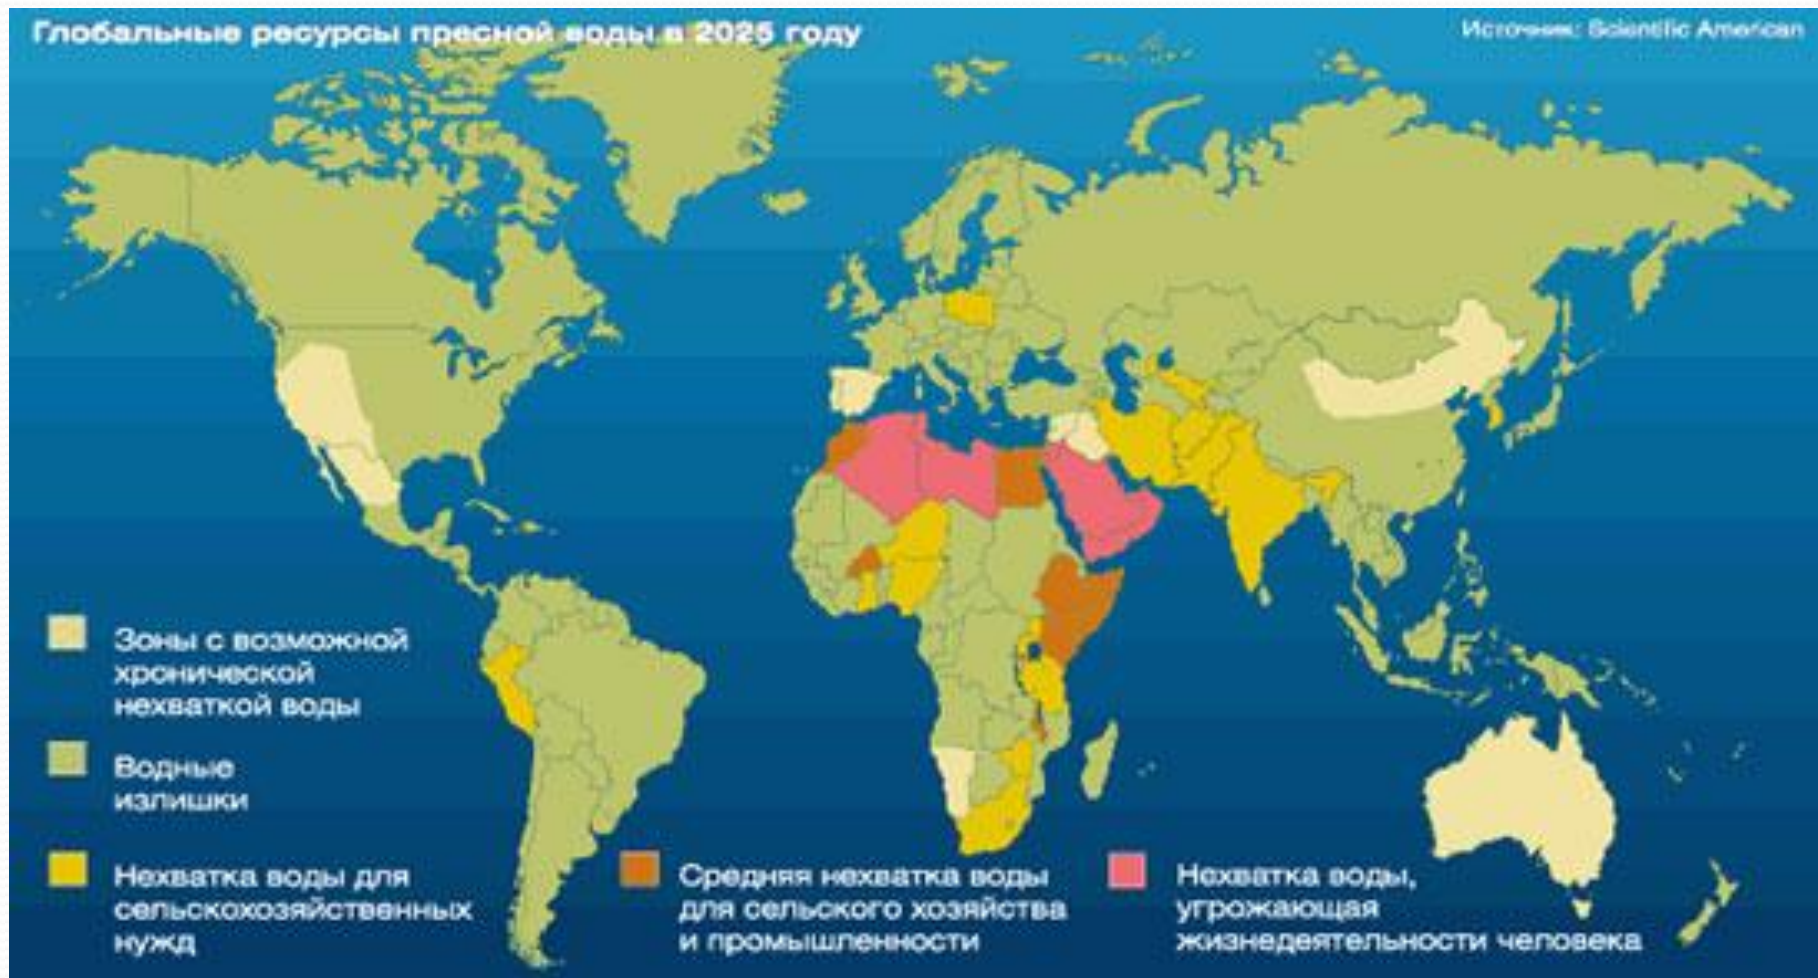 Глобальные ресурсы пресной воды в 2025 году
Источник: Scientific American
Зоны с возможной
хронической
нехваткой воды
Водные
излишки
Нехватка воды для
сельскохозяйственных
нужд
Средняя нехватка воды
для сельского хозяйства
и промышленности
Нехватка воды,
угрожающая
жизнедеятельности человека